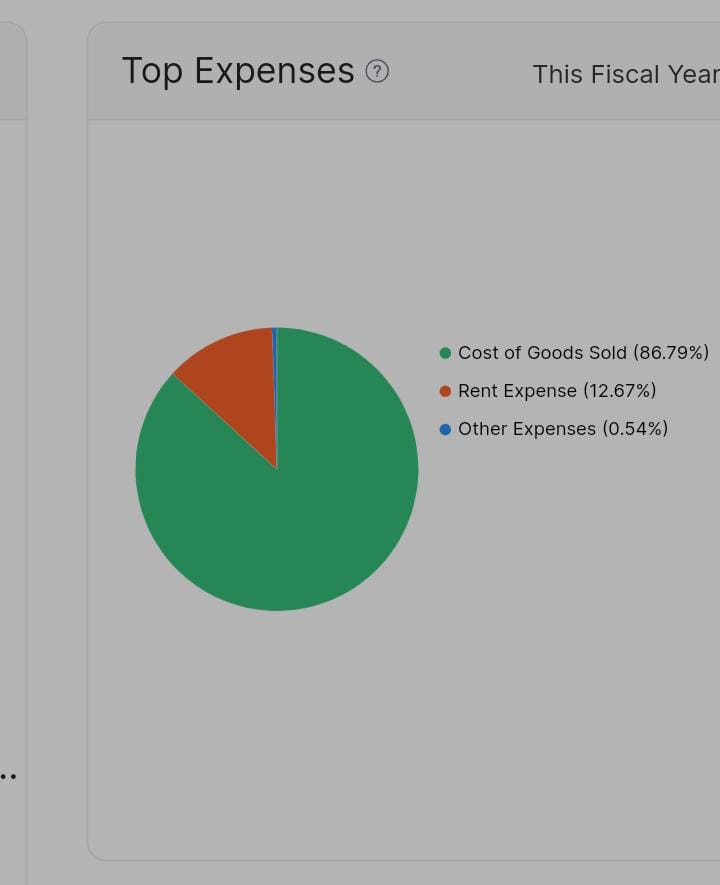 Top Expenses ?
This Fiscal Year
Cost of Goods Sold (86.79%)
Rent Expense (12.67%)
Other Expenses (0.54%)
..